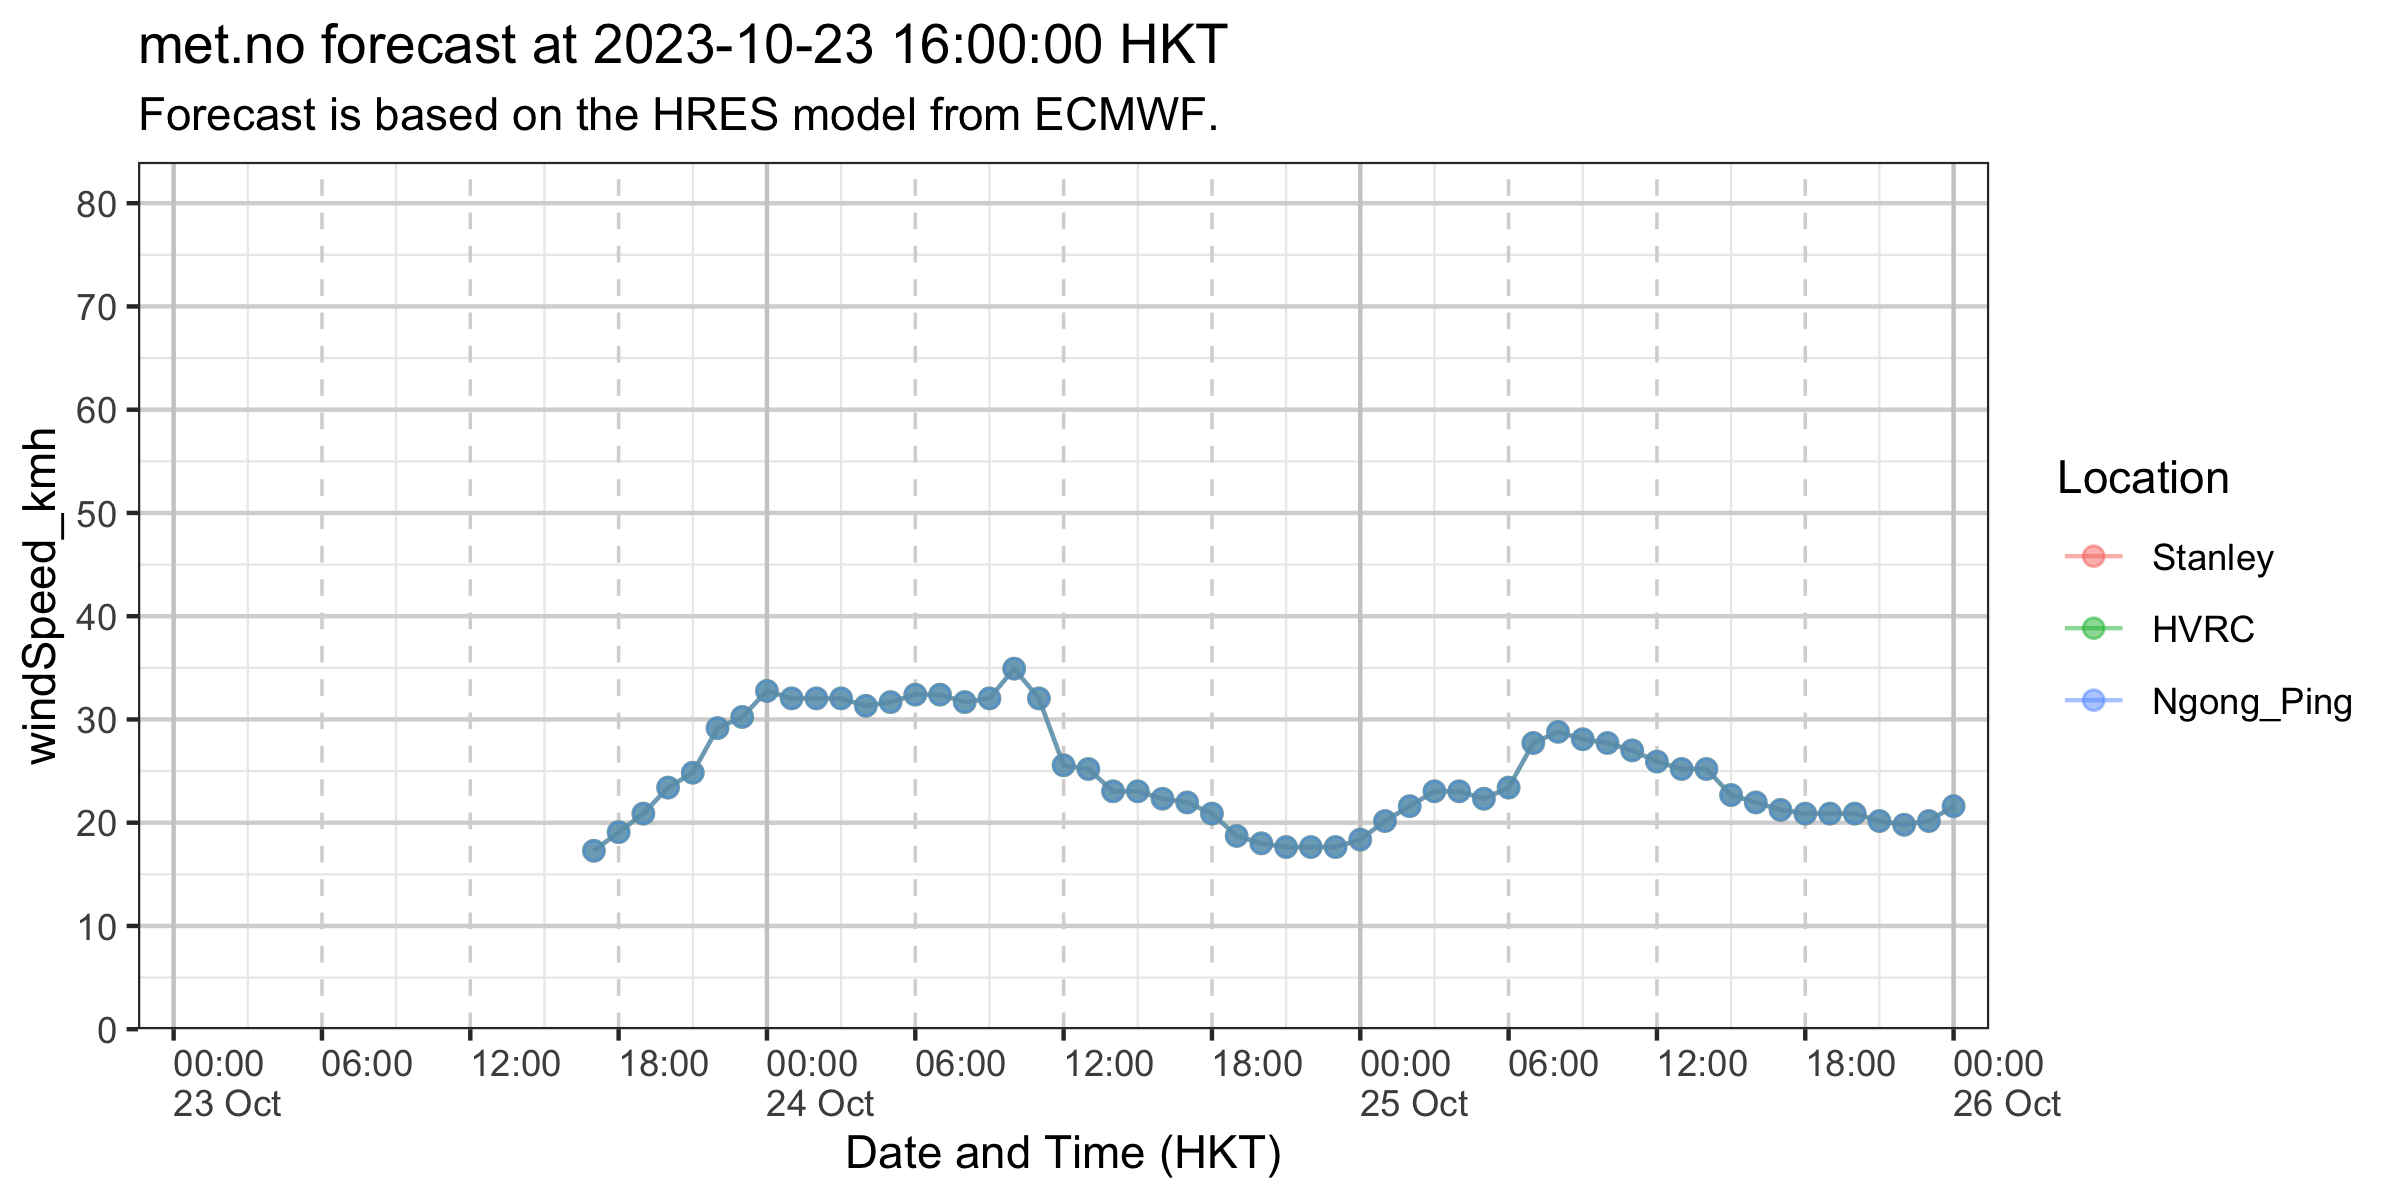 met.no forecast at 2023-10-23 16:00:00 HKT
Forecast is based on the HRES model from ECMWF.
windSpeed_kmh
80
70
60
50
40
30
20
10
0
00:00 06:00 12:00 18:00 00:00 06:00 12:00 18:00 00:00 06:00 12:00 18:00 00:00
23 Oct 24 Oct 25 Oct 26 Oct
Date and Time (HKT)
Location
Stanley
HVRC
Ngong_Ping